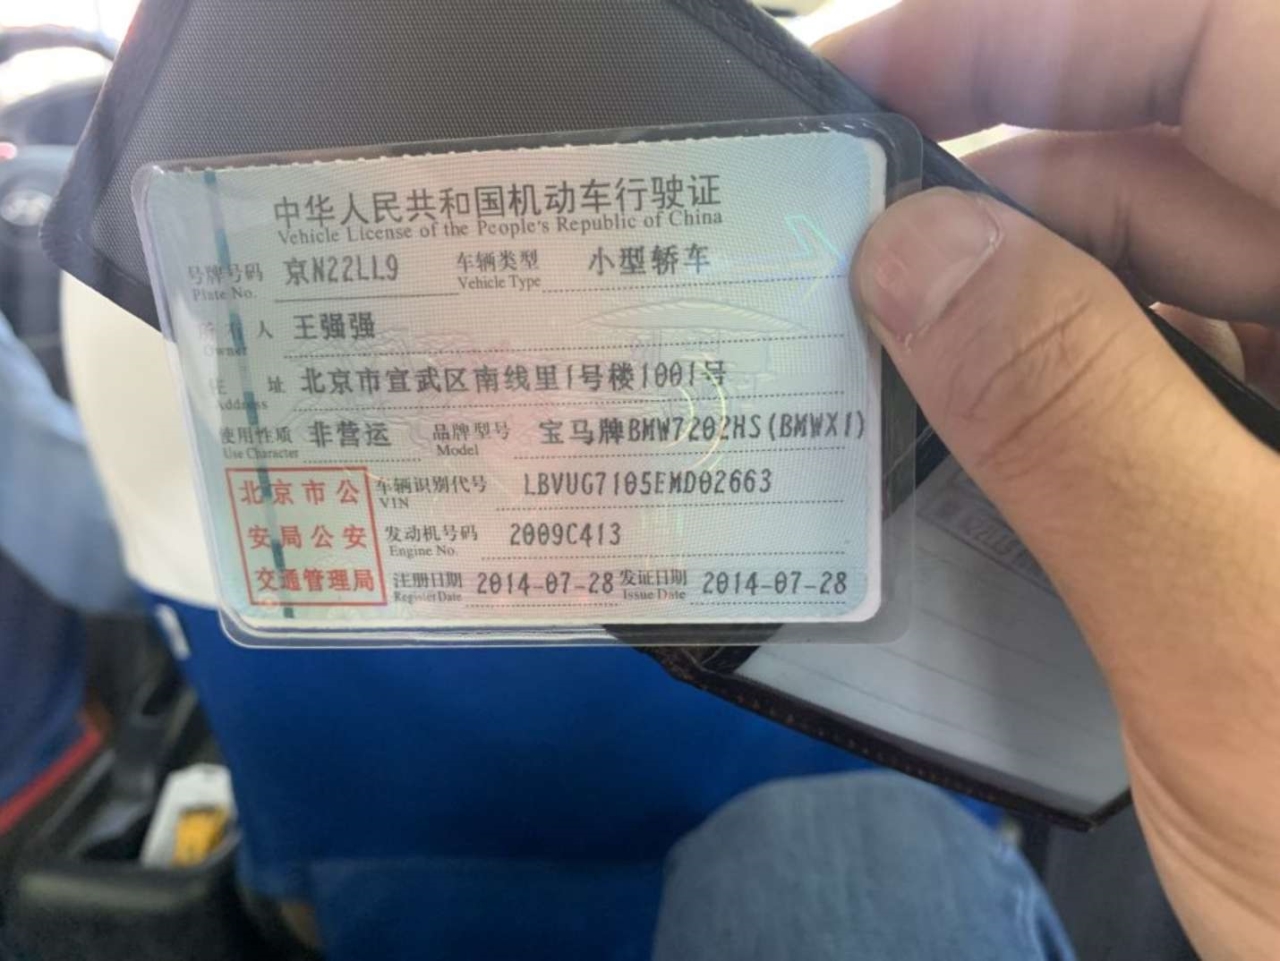 中华人民共和国机动车行驶证
Vehicle License of the People's Republic of China
号牌号码 京N22LL9 车辆类型 小型轿车
Plate No. Vehicle Type
所有人 王强强
Owner
住址 北京市宣武区南线里1号楼1001号
Address
使用性质 非营运 品牌型号 宝马牌BMW7202HS(BMWX1)
Use Character Model
北京市公 车辆识别代号 LBVUG7105EMD02663
VIN
安局公安 发动机号码 2009C413
Engine No.
交通管理局 注册日期 2014-07-28 发证日期 2014-07-28
Register Date Issue Date